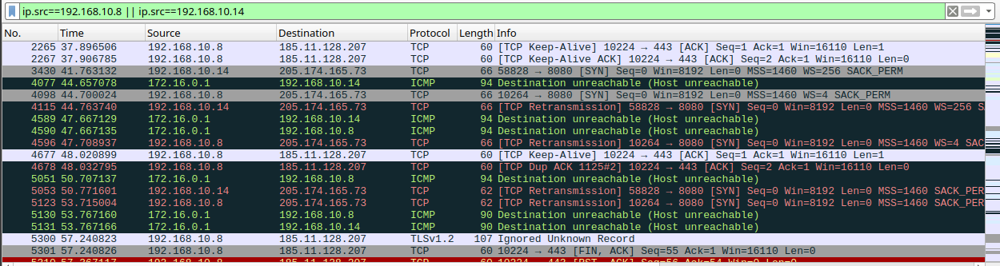 ip.src==192.168.10.8 || ip.src==192.168.10.14
No. Time Source Destination Protocol Length Info
2265 37.896506 192.168.10.8 185.11.128.207 TCP 60 [TCP Keep-Alive] 10224 → 443 [ACK] Seq=1 Ack=1 Win=16110 Len=1
2267 37.906785 192.168.10.8 185.11.128.207 TCP 60 [TCP Keep-Alive ACK] 10224 → 443 [ACK] Seq=2 Ack=1 Win=16110 Len=0
3430 41.763132 192.168.10.14 205.174.165.73 TCP 66 58828 → 8080 [SYN] Seq=0 Win=8192 Len=0 MSS=1460 WS=256 SACK_PERM
4077 44.657078 172.16.0.1 192.168.10.14 ICMP 94 Destination unreachable (Host unreachable)
4098 44.700024 192.168.10.8 205.174.165.73 TCP 66 10264 → 8080 [SYN] Seq=0 Win=8192 Len=0 MSS=1460 WS=4 SACK_PERM
4115 44.763740 192.168.10.14 205.174.165.73 TCP 66 [TCP Retransmission] 58828 → 8080 [SYN] Seq=0 Win=8192 Len=0 MSS=1460 WS=256 S
4589 47.667129 172.16.0.1 192.168.10.14 ICMP 94 Destination unreachable (Host unreachable)
4590 47.667135 172.16.0.1 192.168.10.8 ICMP 94 Destination unreachable (Host unreachable)
4596 47.708937 192.168.10.8 205.174.165.73 TCP 66 [TCP Retransmission] 10264 → 8080 [SYN] Seq=0 Win=8192 Len=0 MSS=1460 WS=4 SAC
4677 48.020899 192.168.10.8 185.11.128.207 TCP 60 [TCP Keep-Alive] 10224 → 443 [ACK] Seq=1 Ack=1 Win=16110 Len=1
4678 48.032795 192.168.10.8 185.11.128.207 TCP 60 [TCP Dup ACK 1125#2] 10224 → 443 [ACK] Seq=2 Ack=1 Win=16110 Len=0
5051 50.707137 172.16.0.1 192.168.10.8 ICMP 94 Destination unreachable (Host unreachable)
5053 50.771601 192.168.10.14 205.174.165.73 TCP 62 [TCP Retransmission] 58828 → 8080 [SYN] Seq=0 Win=8192 Len=0 MSS=1460 SACK_PER
5123 53.715004 192.168.10.8 205.174.165.73 TCP 62 [TCP Retransmission] 10264 → 8080 [SYN] Seq=0 Win=8192 Len=0 MSS=1460 SACK_PER
5130 53.767160 172.16.0.1 192.168.10.8 ICMP 90 Destination unreachable (Host unreachable)
5131 53.767166 172.16.0.1 192.168.10.14 ICMP 90 Destination unreachable (Host unreachable)
5300 57.240823 192.168.10.8 185.11.128.207 TLSv1.2 107 Ignored Unknown Record
5301 57.240826 192.168.10.8 185.11.128.207 TCP 60 10224 → 443 [FIN, ACK] Seq=55 Ack=1 Win=16110 Len=0
192.168.10.8 185.11.128.207 TCP 60 10224 → 443 [RST, ACK] Seq=56 Ack=54 Win=0 Len=0